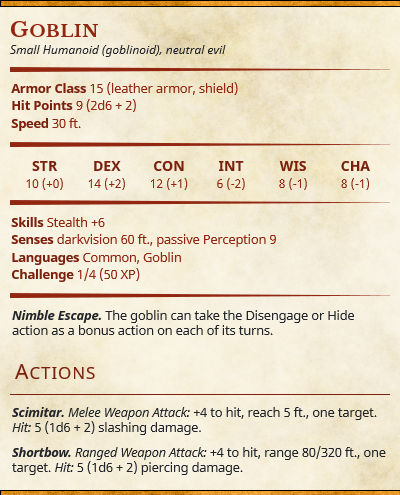 GOBLIN
Small Humanoid (goblinoid), neutral evil
Armor Class 15 (leather armor, shield)
Hit Points 9 (2d6 + 2)
Speed 30 ft.
STR DEX CON INT WIS CHA
10 (+0) 14 (+2) 12 (+1) 6 (-2) 8 (-1) 8 (-1)
Skills Stealth +6
Senses darkvision 60 ft., passive Perception 9
Languages Common, Goblin
Challenge 1/4 (50 XP)
Nimble Escape. The goblin can take the Disengage or Hide
action as a bonus action on each of its turns.
ACTIONS
Scimitar. Melee Weapon Attack: +4 to hit, reach 5 ft., one target.
Hit: 5 (1d6 + 2) slashing damage.
Shortbow. Ranged Weapon Attack: +4 to hit, range 80/320 ft., one
target. Hit: 5 (1d6 + 2) piercing damage.